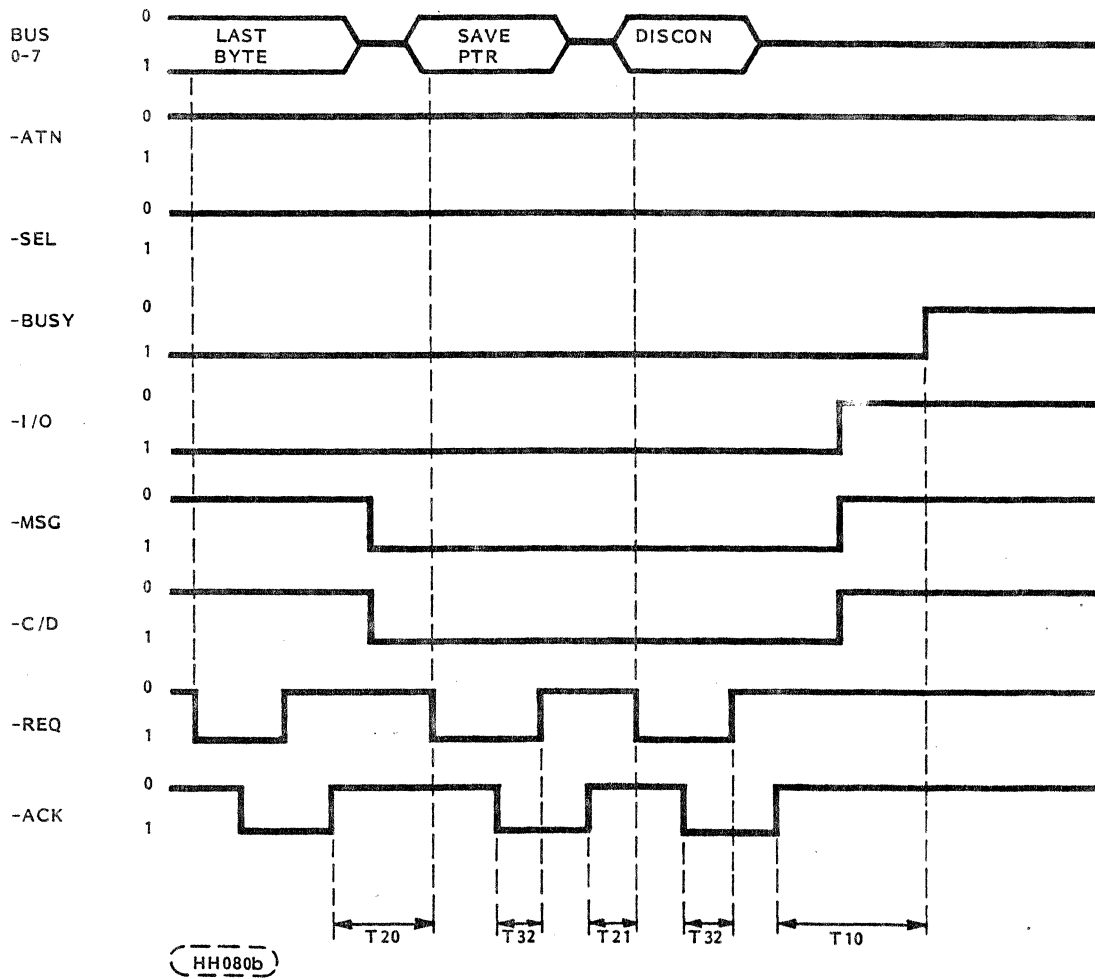 BUS
0-7
0
1
LAST
BYTE
SAVE
PTR
DISCON
-ATN
0
1
-SEL
0
1
-BUSY
0
1
-I/O
0
1
-MSG
0
1
-C/D
0
1
-REQ
0
1
-ACK
0
1
T20
T32
T21
T32
T10
HH080b